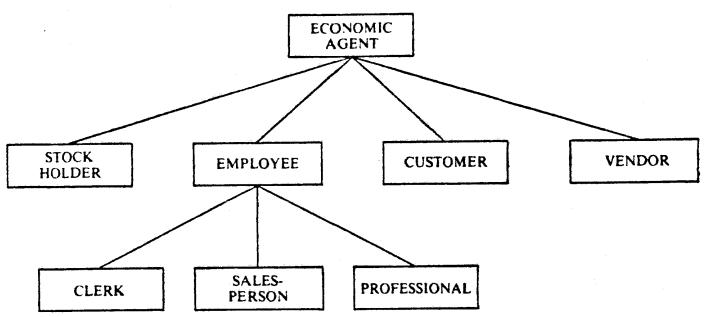 ECONOMIC
AGENT
STOCK
HOLDER
EMPLOYEE
CUSTOMER
VENDOR
CLERK
SALES-
PERSON
PROFESSIONAL